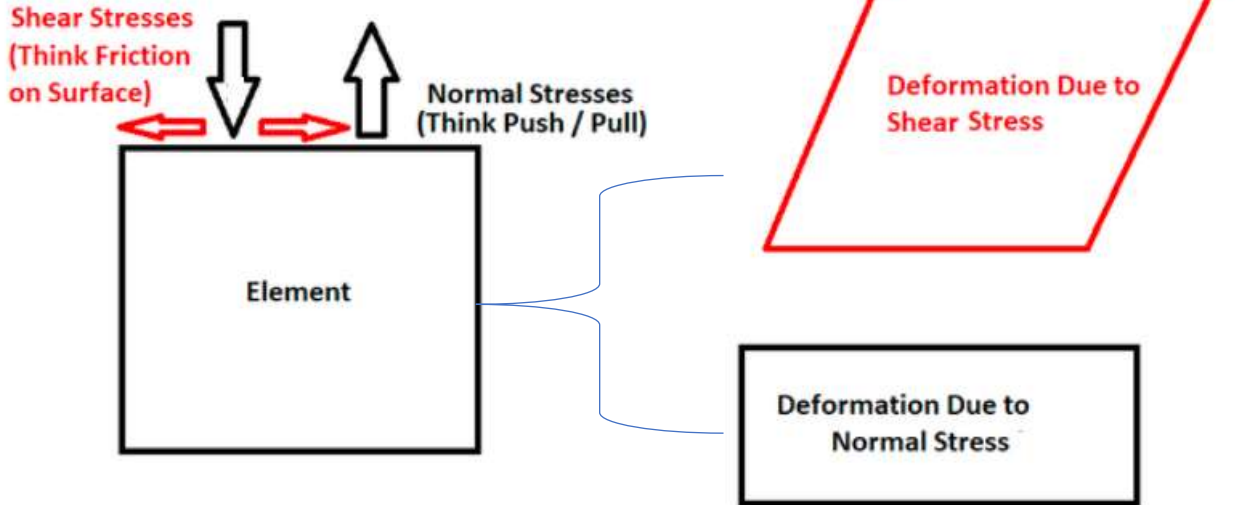 Shear Stresses
(Think Friction
on Surface)
Normal Stresses
(Think Push / Pull)
Element
Deformation Due to
Shear Stress
Deformation Due to
Normal Stress